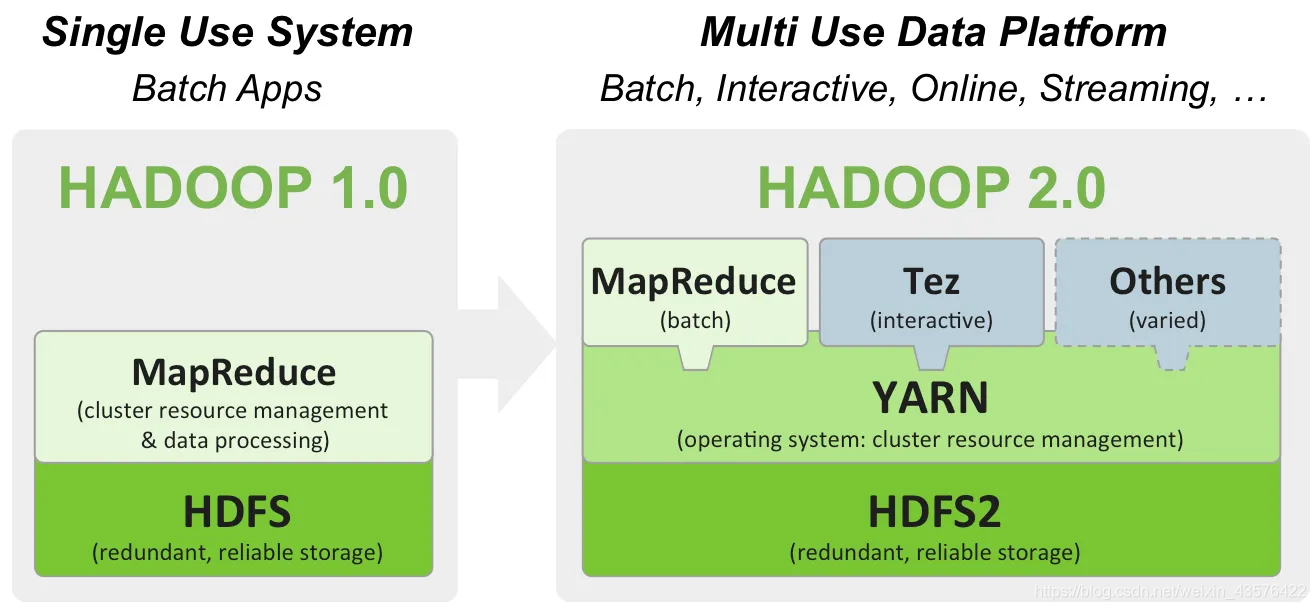 Single Use System
Batch Apps
HADOOP 1.0
MapReduce
(cluster resource management
& data processing)
HDFS
(redundant, reliable storage)
Multi Use Data Platform
Batch, Interactive, Online, Streaming, …
HADOOP 2.0
MapReduce
(batch)
Tez
(interactive)
Others
(varied)
YARN
(operating system: cluster resource management)
HDFS2
(redundant, reliable storage)
https://blog.csdn.net/weixin_43576422